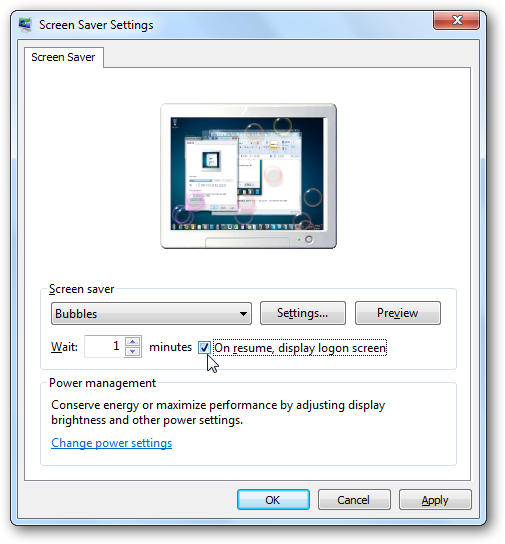 Screen Saver Settings
Screen Saver
Screen saver
Bubbles
Settings...
Preview
Wait: 1 minutes
On resume, display logon screen
Power management
Conserve energy or maximize performance by adjusting display
brightness and other power settings.
Change power settings
OK
Cancel
Apply